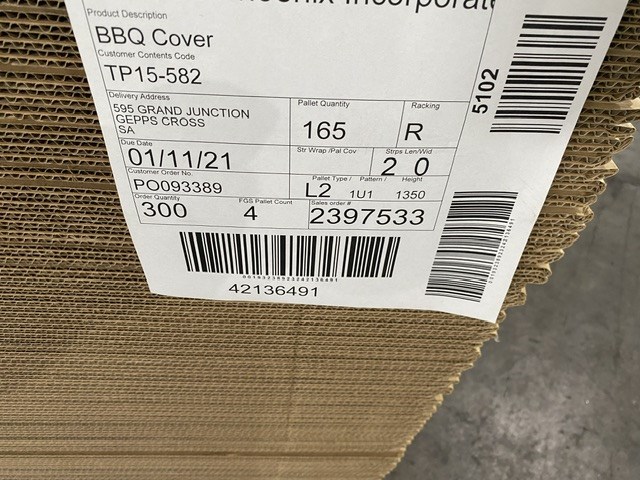 Incorporat
Product Description
BBQ Cover
Customer Contents Code
TP15-582
Delivery Address
595 GRAND JUNCTION
GEPPS CROSS
SA
Pallet Quantity
165
Racking
R
Due Date
01/11/21
Str Wrap /Pal Cov
Strps Len/Wid
2 0
Customer Order No.
PO093389
Pallet Type / Pattern / Height
L2 1U1 1350
Order Quantity
300
FGS Pallet Count
4
Sales order #
2397533
42136491
5102